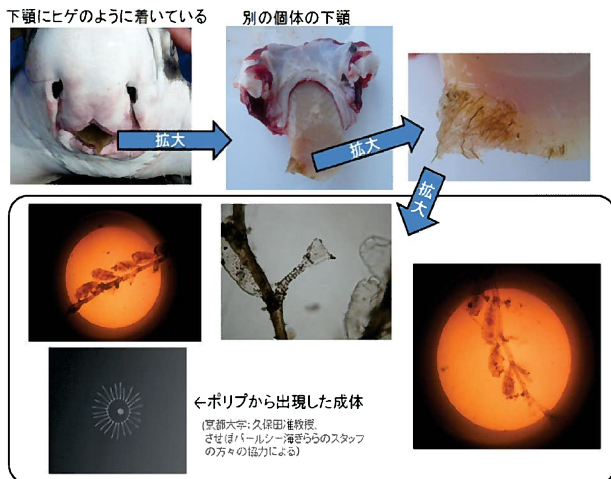 下顎にヒゲのように着いている
別の個体の下顎
拡大
拡大
拡大
←ポリプから出現した成体
(京都大学；久保田准教授，
させぼパールシー海きららのスタッフ
の方々の協力による)